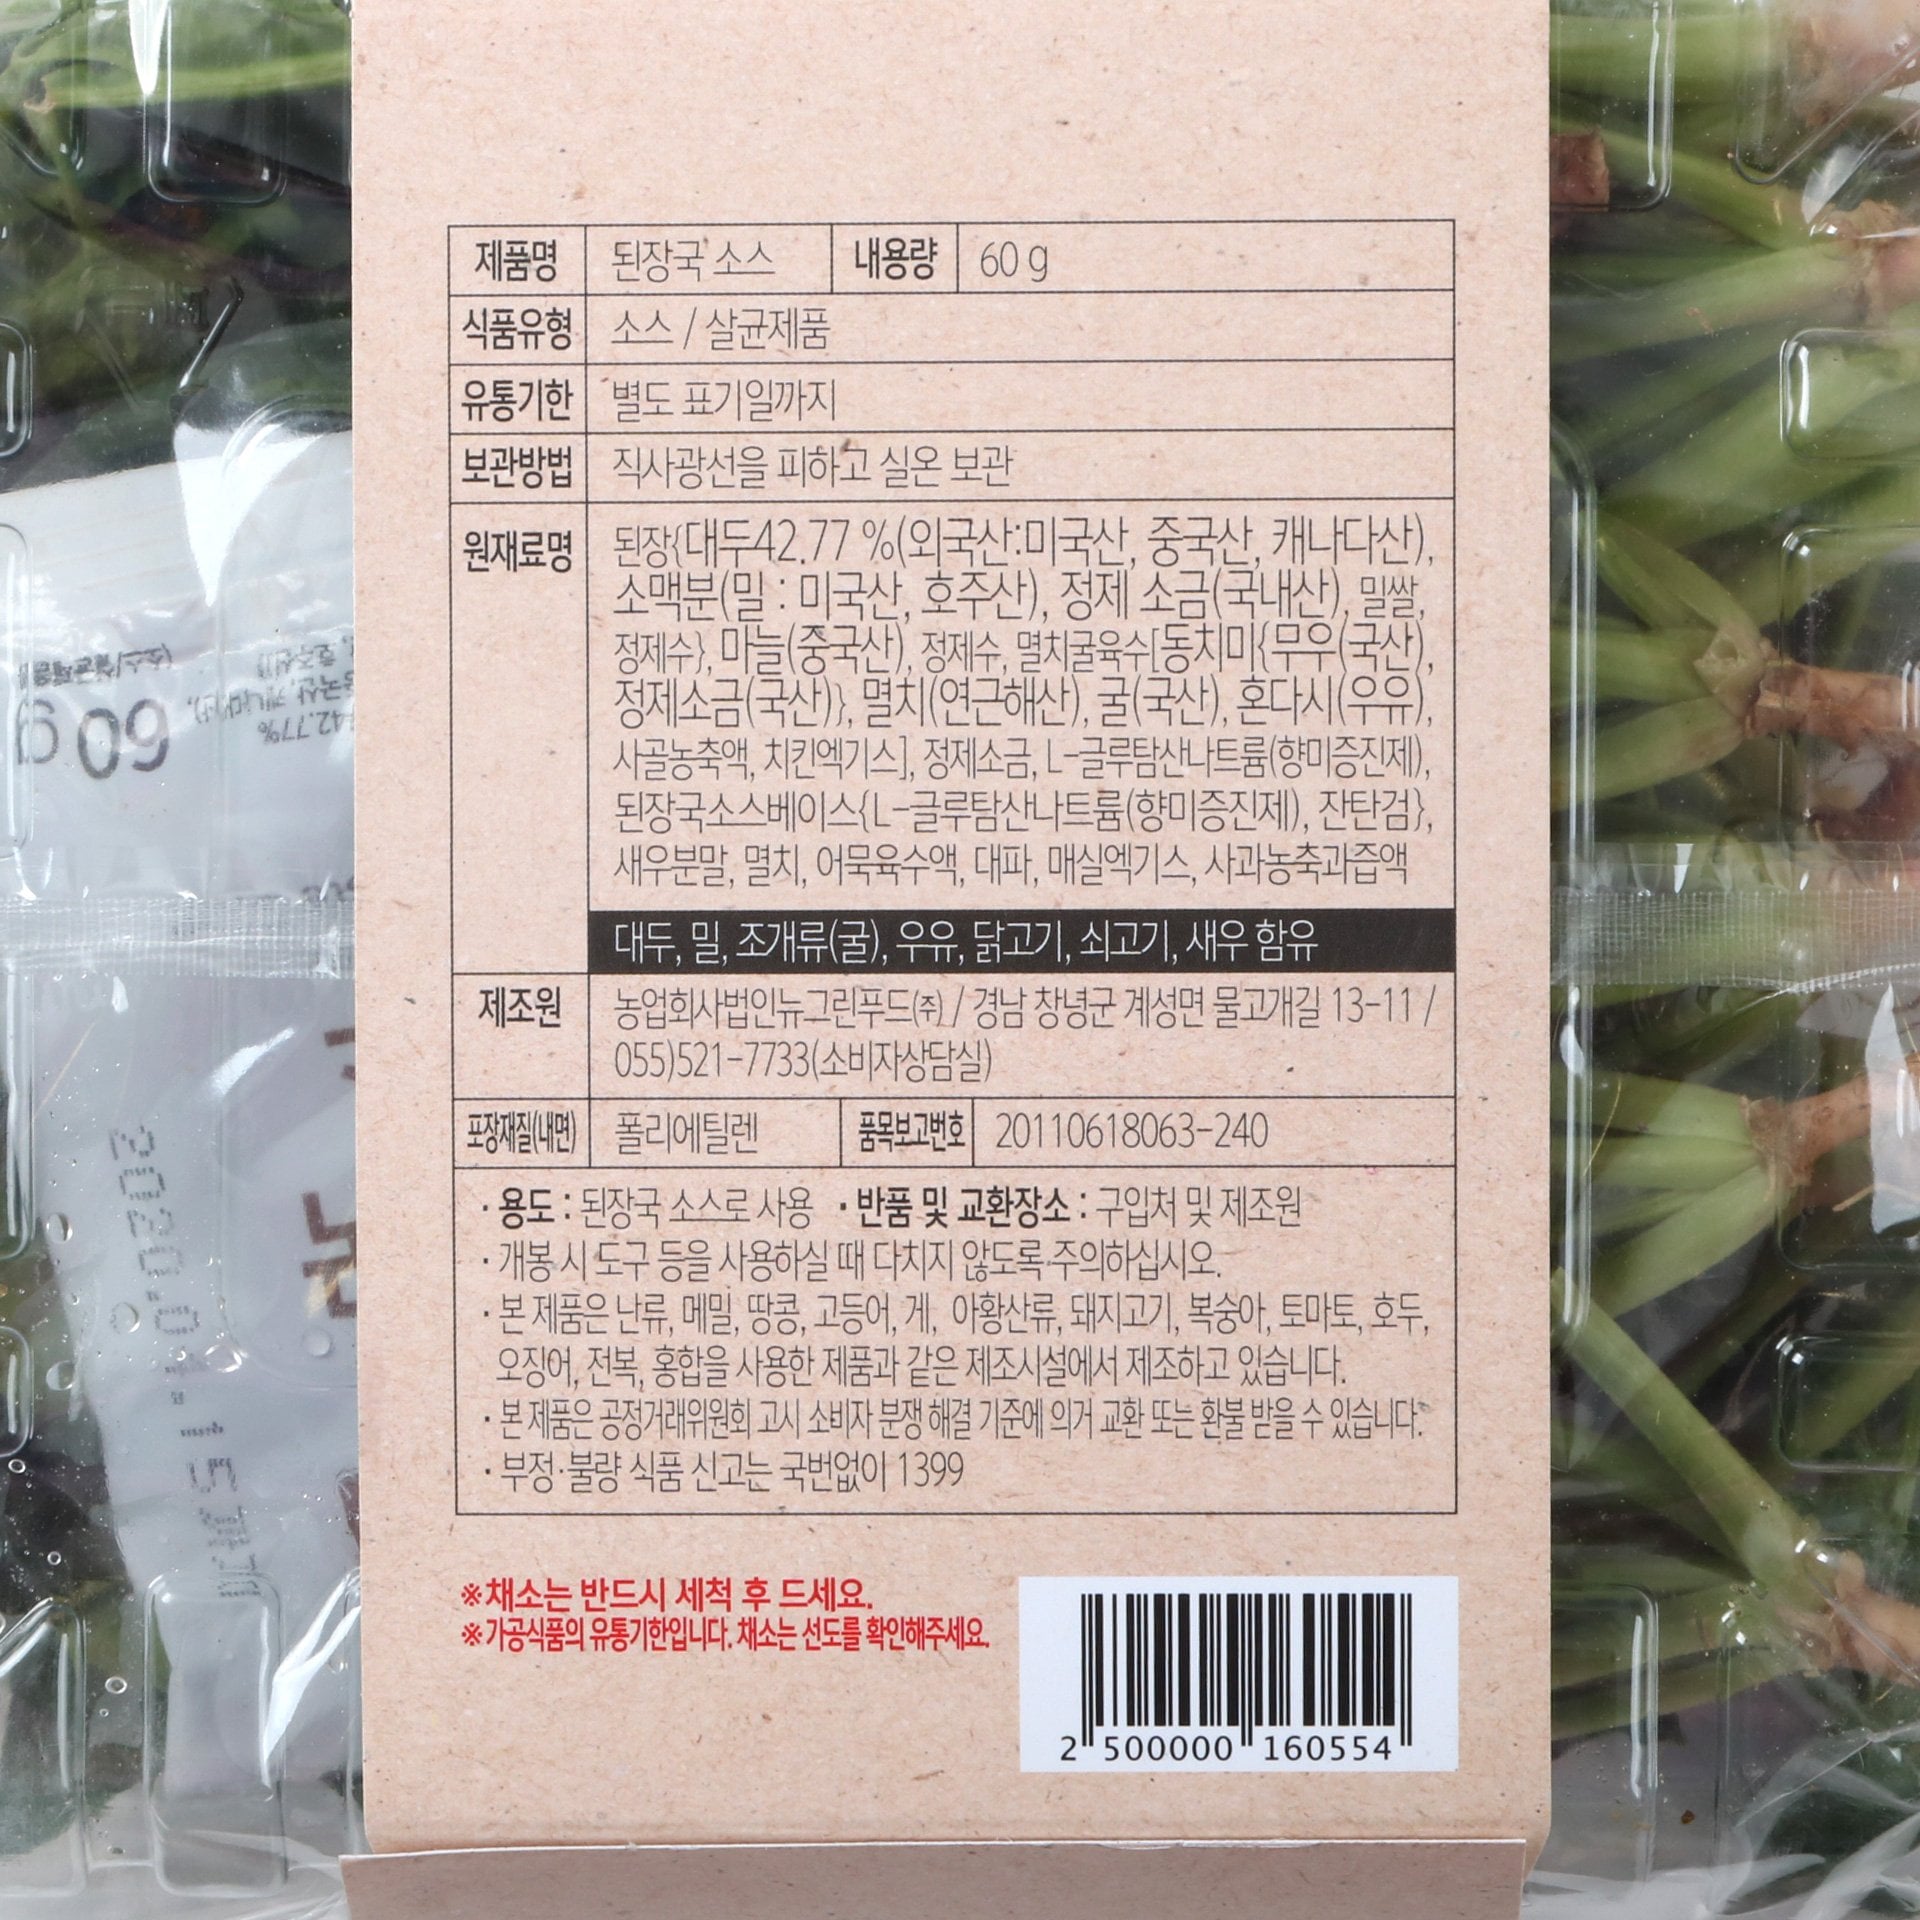 제품명 된장국 소스 내용량 60 g
식품유형 소스 / 살균제품
유통기한 별도 표기일까지
보관방법 직사광선을 피하고 실온 보관
원재료명 된장{대두42.77 %(외국산:미국산, 중국산, 캐나다산),
소맥분(밀 : 미국산, 호주산), 정제 소금(국내산), 밀쌀,
정제수}, 마늘(중국산), 정제수, 멸치굴육수[동치미{무우(국산),
정제소금(국산)}, 멸치(연근해산), 굴(국산), 혼다시(우유),
사골농축액, 치킨엑기스], 정제소금, L-글루탐산나트륨(향미증진제),
된장국소스베이스{L-글루탐산나트륨(향미증진제), 잔탄검},
새우분말, 멸치, 어묵육수액, 대파, 매실엑기스, 사과농축과즙액
대두, 밀, 조개류(굴), 우유, 닭고기, 쇠고기, 새우 함유
제조원 농업회사법인뉴그린푸드(주) / 경남 창녕군 계성면 물고개길 13-11 /
055)521-7733(소비자상담실)
포장재질(내면) 폴리에틸렌 품목보고번호 20110618063-240
· 용도 : 된장국 소스로 사용 · 반품 및 교환장소 : 구입처 및 제조원
· 개봉 시 도구 등을 사용하실 때 다치지 않도록 주의하십시오.
· 본 제품은 난류, 메밀, 땅콩, 고등어, 게, 아황산류, 돼지고기, 복숭아, 토마토, 호두,
오징어, 전복, 홍합을 사용한 제품과 같은 제조시설에서 제조하고 있습니다.
· 본 제품은 공정거래위원회 고시 소비자 분쟁 해결 기준에 의거 교환 또는 환불 받을 수 있습니다.
· 부정·불량 식품 신고는 국번없이 1399
※채소는 반드시 세척 후 드세요.
※가공식품의 유통기한입니다. 채소는 선도를 확인해주세요.
2 500000 160554
60 g
42.77%